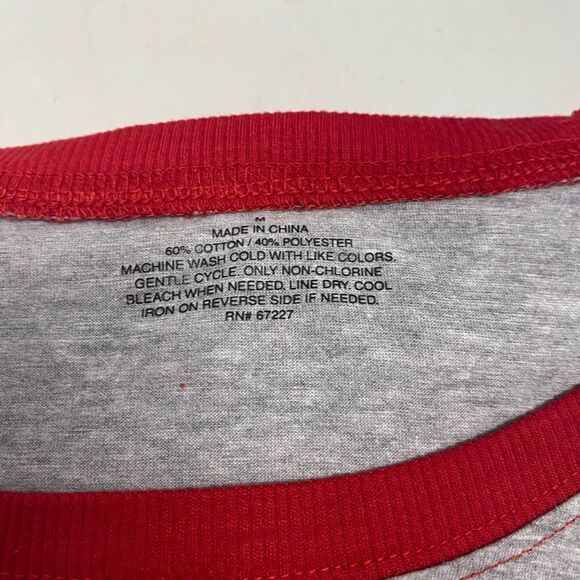 M
MADE IN CHINA
60% COTTON / 40% POLYESTER
MACHINE WASH COLD WITH LIKE COLORS.
GENTLE CYCLE. ONLY NON-CHLORINE
BLEACH WHEN NEEDED. LINE DRY. COOL
IRON ON REVERSE SIDE IF NEEDED.
RN# 67227